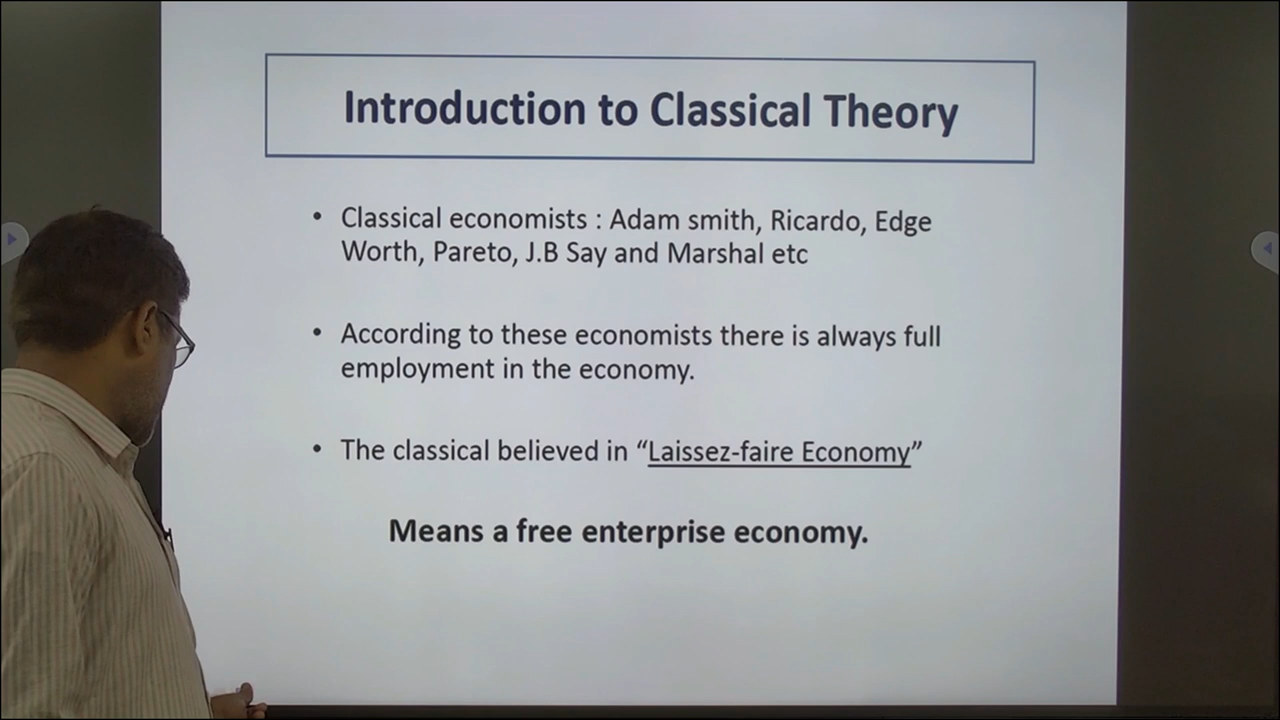 Introduction to Classical Theory
• Classical economists : Adam smith, Ricardo, Edge
Worth, Pareto, J.B Say and Marshal etc
• According to these economists there is always full
employment in the economy.
• The classical believed in “Laissez-faire Economy”
Means a free enterprise economy.